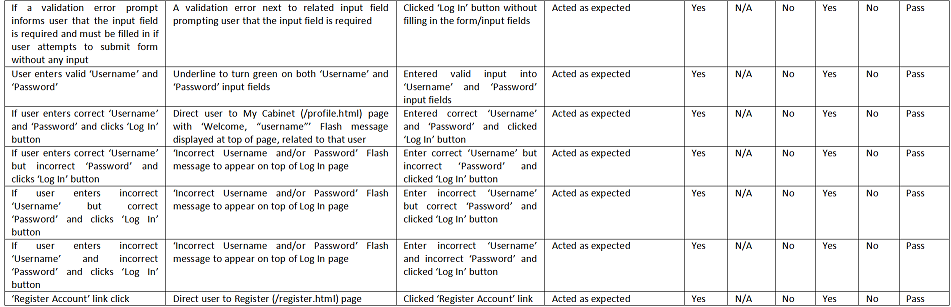 If a validation error prompt
informs user that the input field
is required and must be filled in if
user attempts to submit form
without any input
A validation error next to related input field
prompting user that the input field is required
Clicked ‘Log In’ button without
filling in the form/input fields
Acted as expected
Yes
N/A
No
Yes
No
Pass
User enters valid ‘Username’ and
‘Password’
Underline to turn green on both ‘Username’ and
‘Password’ input fields
Entered valid input into
‘Username’ and ‘Password’
input fields
Acted as expected
Yes
N/A
No
Yes
No
Pass
If user enters correct ‘Username’
and ‘Password’ and clicks ‘Log In’
button
Direct user to My Cabinet (/profile.html) page
with ‘Welcome, “username”’ Flash message
displayed at top of page, related to that user
Entered correct ‘Username’
and ‘Password’ and clicked
‘Log In’ button
Acted as expected
Yes
N/A
No
Yes
No
Pass
If user enters correct ‘Username’
but incorrect ‘Password’ and
clicks ‘Log In’ button
‘Incorrect Username and/or Password’ Flash
message to appear on top of Log In page
Enter correct ‘Username’ but
incorrect ‘Password’ and
clicked ‘Log In’ button
Acted as expected
Yes
N/A
No
Yes
No
Pass
If user enters incorrect
‘Username’ but correct
‘Password’ and clicks ‘Log In’
button
‘Incorrect Username and/or Password’ Flash
message to appear on top of Log In page
Enter incorrect ‘Username’
but correct ‘Password’ and
clicked ‘Log In’ button
Acted as expected
Yes
N/A
No
Yes
No
Pass
If user enters incorrect
‘Username’ and incorrect
‘Password’ and clicks ‘Log In’
button
‘Incorrect Username and/or Password’ Flash
message to appear on top of Log In page
Enter incorrect ‘Username’
and incorrect ‘Password’ and
clicked ‘Log In’ button
Acted as expected
Yes
N/A
No
Yes
No
Pass
‘Register Account’ link click
Direct user to Register (/register.html) page
Clicked ‘Register Account’ link
Acted as expected
Yes
N/A
No
Yes
No
Pass